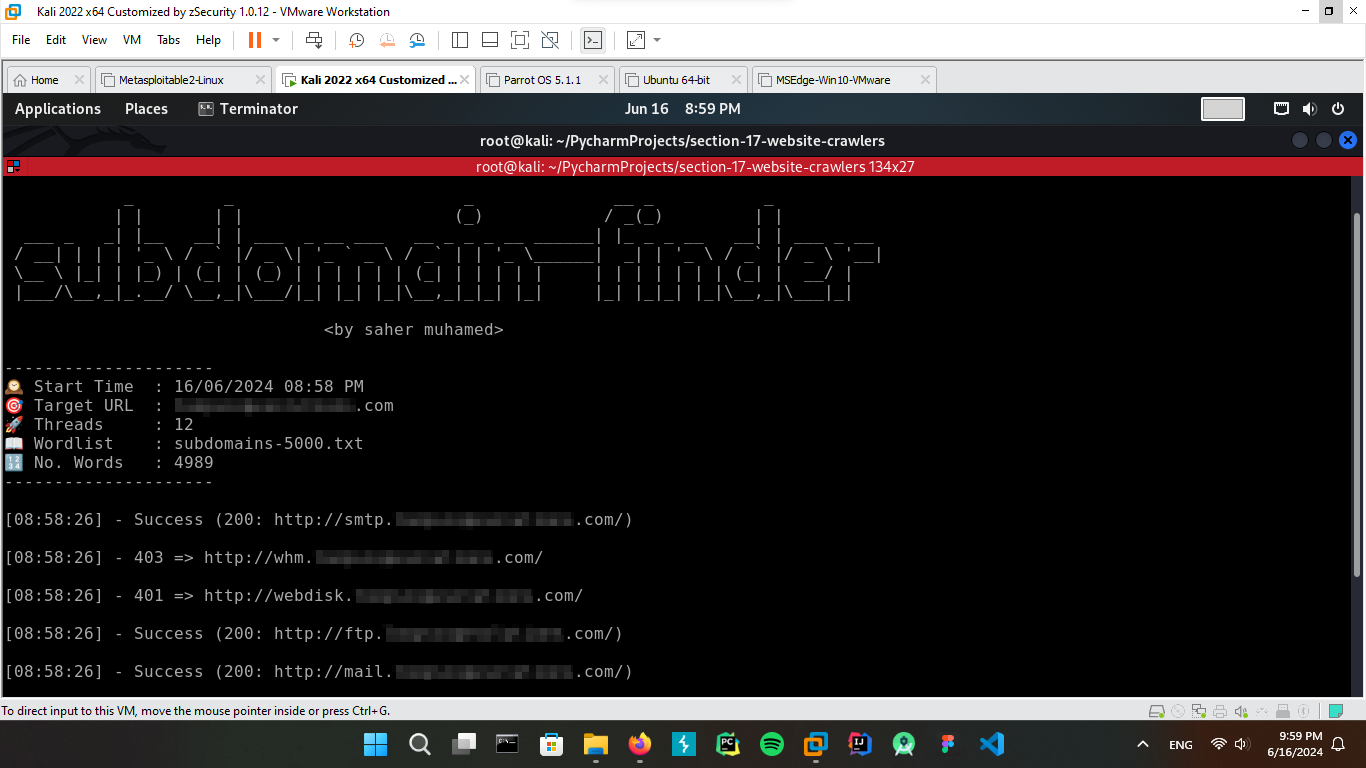 Kali 2022 x64 Customized by zSecurity 1.0.12 - VMware Workstation
File Edit View VM Tabs Help
Home Metasploitable2-Linux Kali 2022 x64 Customized ... Parrot OS 5.1.1 Ubuntu 64-bit MSEdge-Win10-VMware
Applications Places Terminator Jun 16 8:59 PM
root@kali: ~/PycharmProjects/section-17-website-crawlers
root@kali: ~/PycharmProjects/section-17-website-crawlers 134x27
subdomain-finder
<by saher muhamed>
---------------------
Start Time : 16/06/2024 08:58 PM
Target URL : .com
Threads : 12
Wordlist : subdomains-5000.txt
No. Words : 4989
---------------------
[08:58:26] - Success (200: http://smtp. .com/)
[08:58:26] - 403 => http://whm. .com/
[08:58:26] - 401 => http://webdisk. .com/
[08:58:26] - Success (200: http://ftp. .com/)
[08:58:26] - Success (200: http://mail. .com/)
To direct input to this VM, move the mouse pointer inside or press Ctrl+G.
ENG 9:59 PM
6/16/2024